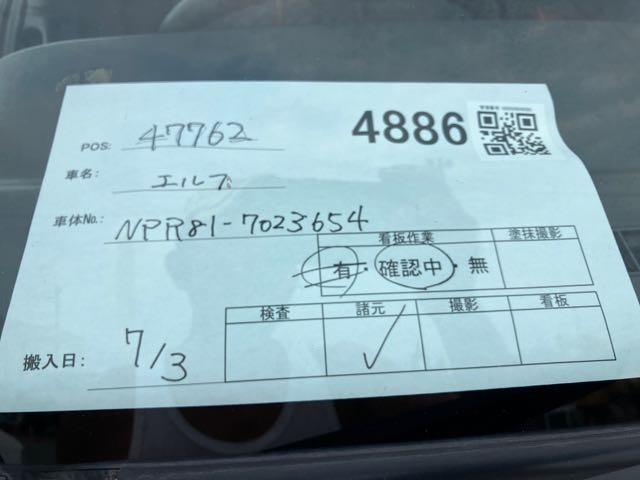 POS: 47762
4886
車名: エルフ
車体No.: NPR81-7023654
看板作業 塗抹撮影
有・確認中・無
検査 諸元 撮影 看板
搬入日: 7/3 ✓